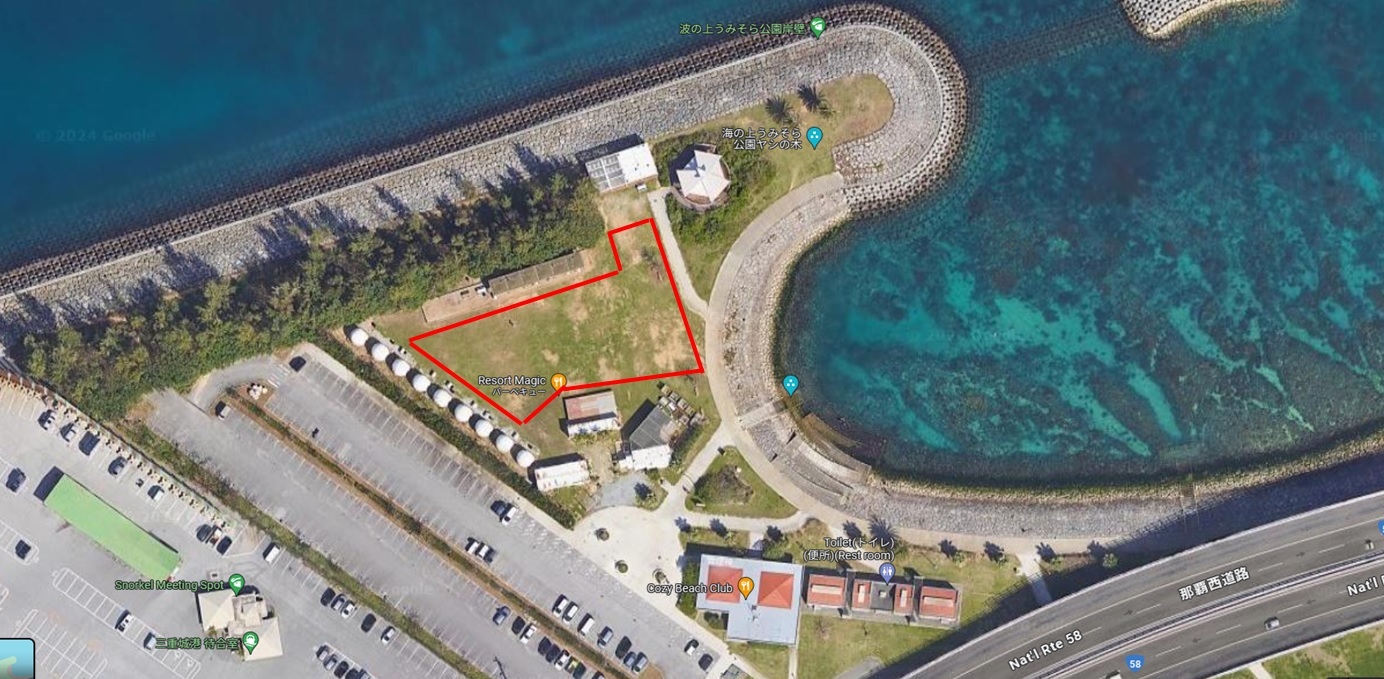 波の上うみそら公園岸壁
© 2024 Google
海の上うみそら
公園ヤシの木
Resort Magic
バーベキュー
Toilet(トイレ)
(便所)(Rest room)
Cozy Beach Club
Snorkel Meeting Spot
三重城港 待合室
那覇西道路
Nat'l Rte 58
Nat'l
58